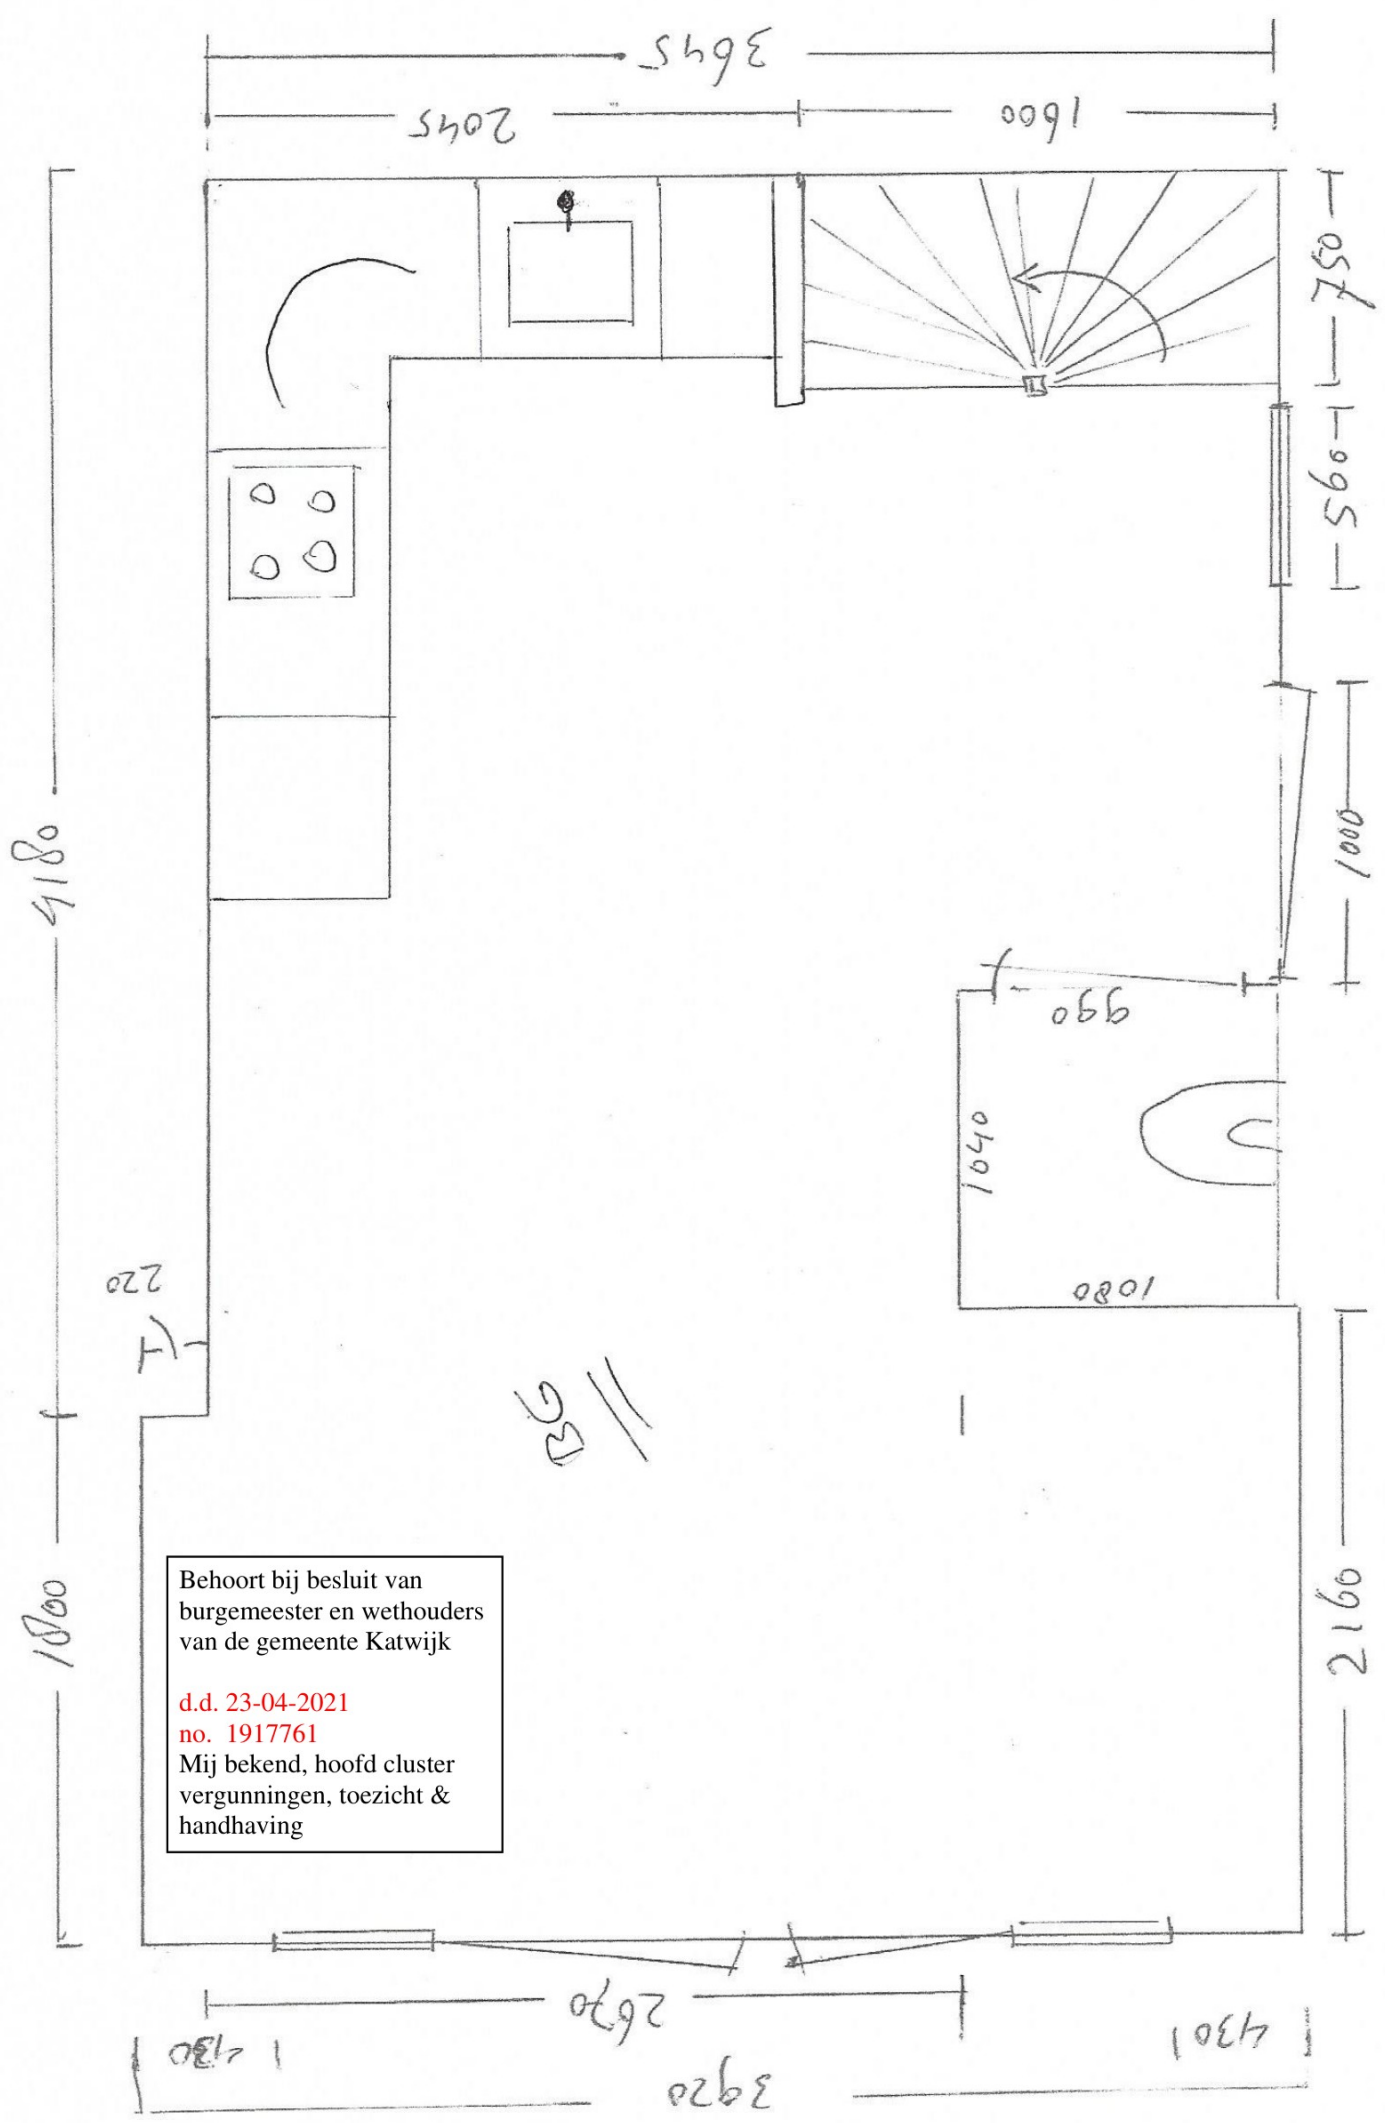 3645
2045
1600
750
560
4180
1000
990
1040
1080
220
BG
1800
2160
Behoort bij besluit van
burgemeester en wethouders
van de gemeente Katwijk
d.d. 23-04-2021
no. 1917761
Mij bekend, hoofd cluster
vergunningen, toezicht &
handhaving
2670
430
430
3920